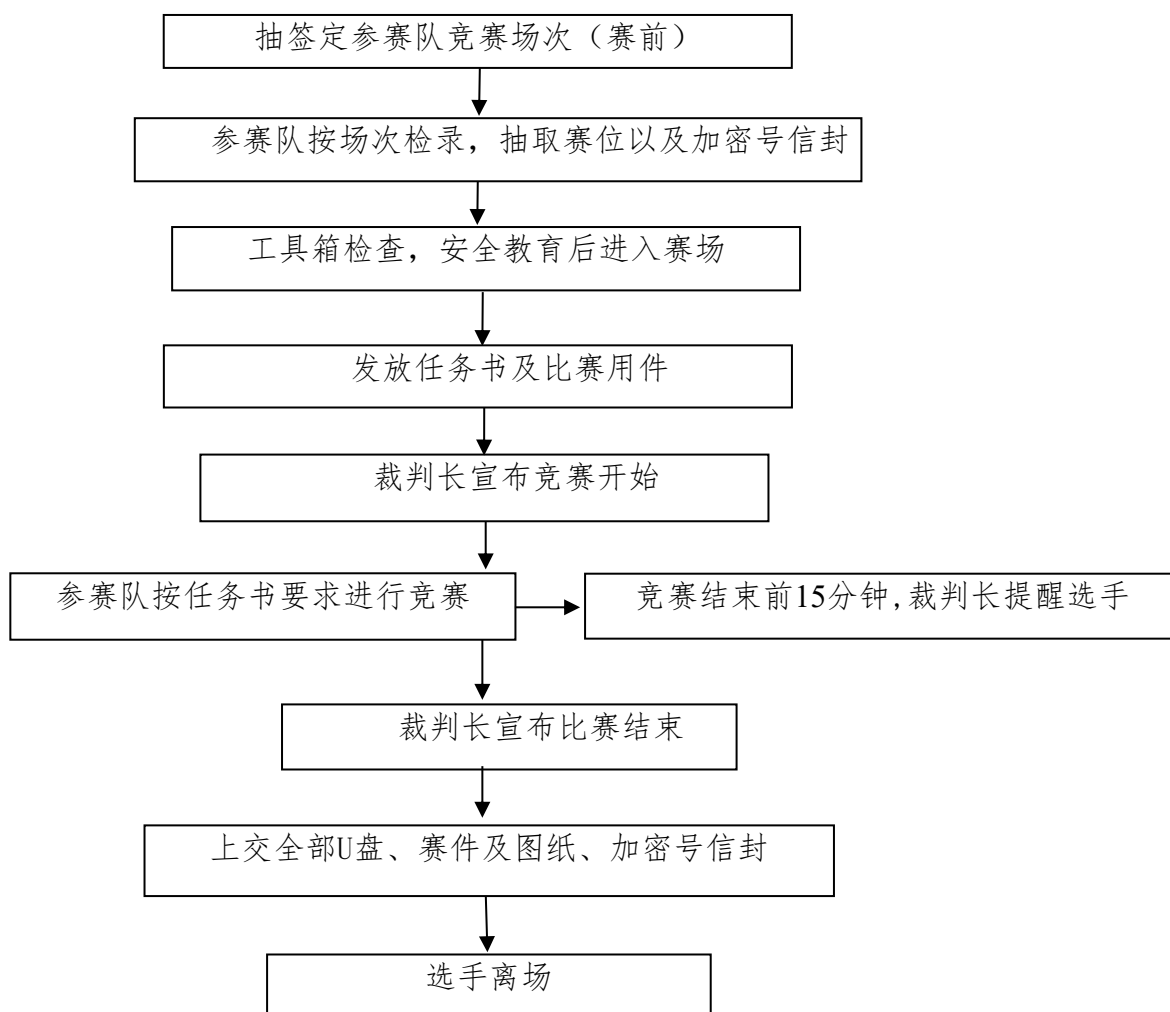 抽签定参赛队竞赛场次（赛前）
参赛队按场次检录，抽取赛位以及加密号信封
工具箱检查，安全教育后进入赛场
发放任务书及比赛用件
裁判长宣布竞赛开始
参赛队按任务书要求进行竞赛
竞赛结束前15分钟,裁判长提醒选手
裁判长宣布比赛结束
上交全部U盘、赛件及图纸、加密号信封
选手离场